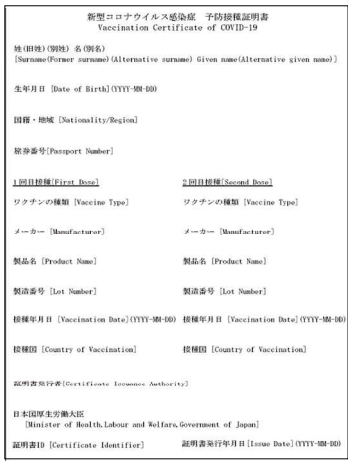 新型コロナウイルス感染症 予防接種証明書
Vaccination Certificate of COVID-19
姓(旧姓)(別姓) 名(別名)
[Surname(Former surname)(Alternative surname) Given name(Alternative given name)]
生年月日 [Date of Birth](YYYY-MM-DD)
国籍・地域 [Nationality/Region]
旅券番号[Passport Number]
1回目接種[First Dose] 2回目接種[Second Dose]
ワクチンの種類 [Vaccine Type] ワクチンの種類 [Vaccine Type]
メーカー [Manufacturer] メーカー [Manufacturer]
製品名 [Product Name] 製品名 [Product Name]
製造番号 [Lot Number] 製造番号 [Lot Number]
接種年月日 [Vaccination Date](YYYY-MM-DD) 接種年月日 [Vaccination Date](YYYY-MM-DD)
接種国 [Country of Vaccination] 接種国 [Country of Vaccination]
証明書発行者[Certificate Issuance Authority]
日本国厚生労働大臣
[Minister of Health,Labour and Welfare,Government of Japan]
証明書ID [Certificate Identifier] 証明書発行年月日[Issue Date](YYYY-MM-DD)